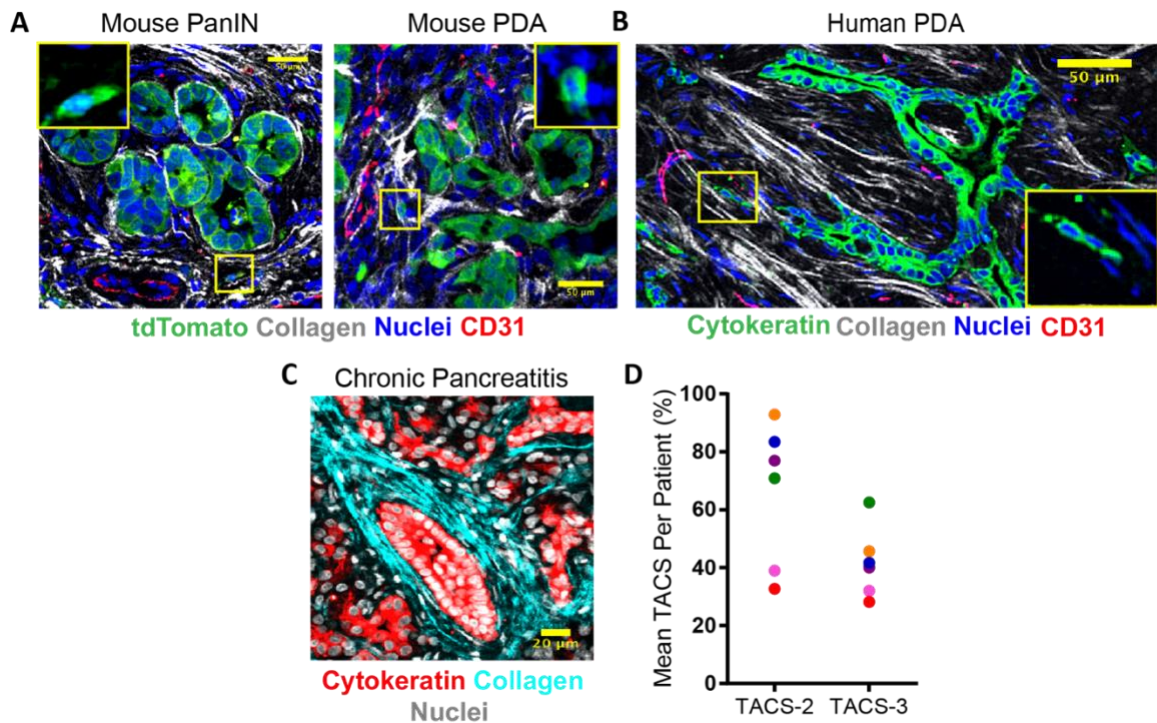 A
Mouse PanIN
Mouse PDA
B
Human PDA
50 µm
50 µm
50 µm
tdTomato Collagen Nuclei CD31
Cytokeratin Collagen Nuclei CD31
C
Chronic Pancreatitis
20 µm
Cytokeratin Collagen
Nuclei
D
Mean TACS Per Patient (%)
100
80
60
40
20
0
TACS-2
TACS-3